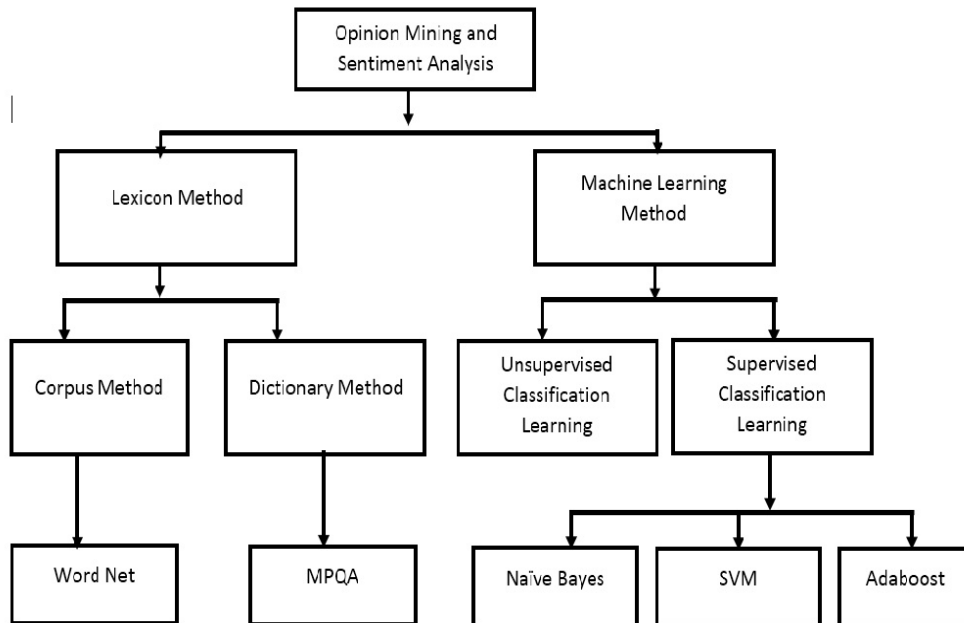 Opinion Mining and
Sentiment Analysis
Lexicon Method
Machine Learning
Method
Corpus Method
Dictionary Method
Unsupervised
Classification
Learning
Supervised
Classification
Learning
Word Net
MPQA
Naïve Bayes
SVM
Adaboost